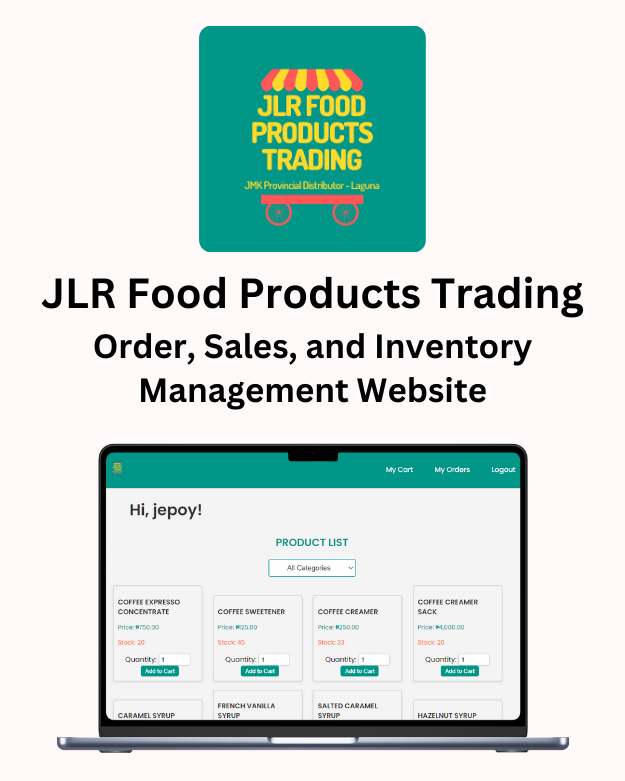 JLR FOOD
PRODUCTS
TRADING
JMK Provincial Distributor - Laguna
JLR Food Products Trading
Order, Sales, and Inventory
Management Website
My Cart
My Orders
Logout
Hi, jepoy!
PRODUCT LIST
All Categories
COFFEE EXPRESSO
CONCENTRATE
Price: ₱750.00
Stock: 20
Quantity: 1
Add to Cart
COFFEE SWEETENER
Price: ₱125.00
Stock: 45
Quantity: 1
Add to Cart
COFFEE CREAMER
Price: ₱250.00
Stock: 33
Quantity: 1
Add to Cart
COFFEE CREAMER
SACK
Price: ₱4,000.00
Stock: 20
Quantity: 1
Add to Cart
CARAMEL SYRUP
FRENCH VANILLA
SYRUP
SALTED CARAMEL
SYRUP
HAZELNUT SYRUP